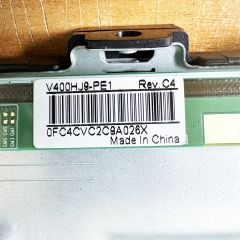 V400HJ9-PE1 Rev. C4
0FC4CVC2C9A026X
Made In China